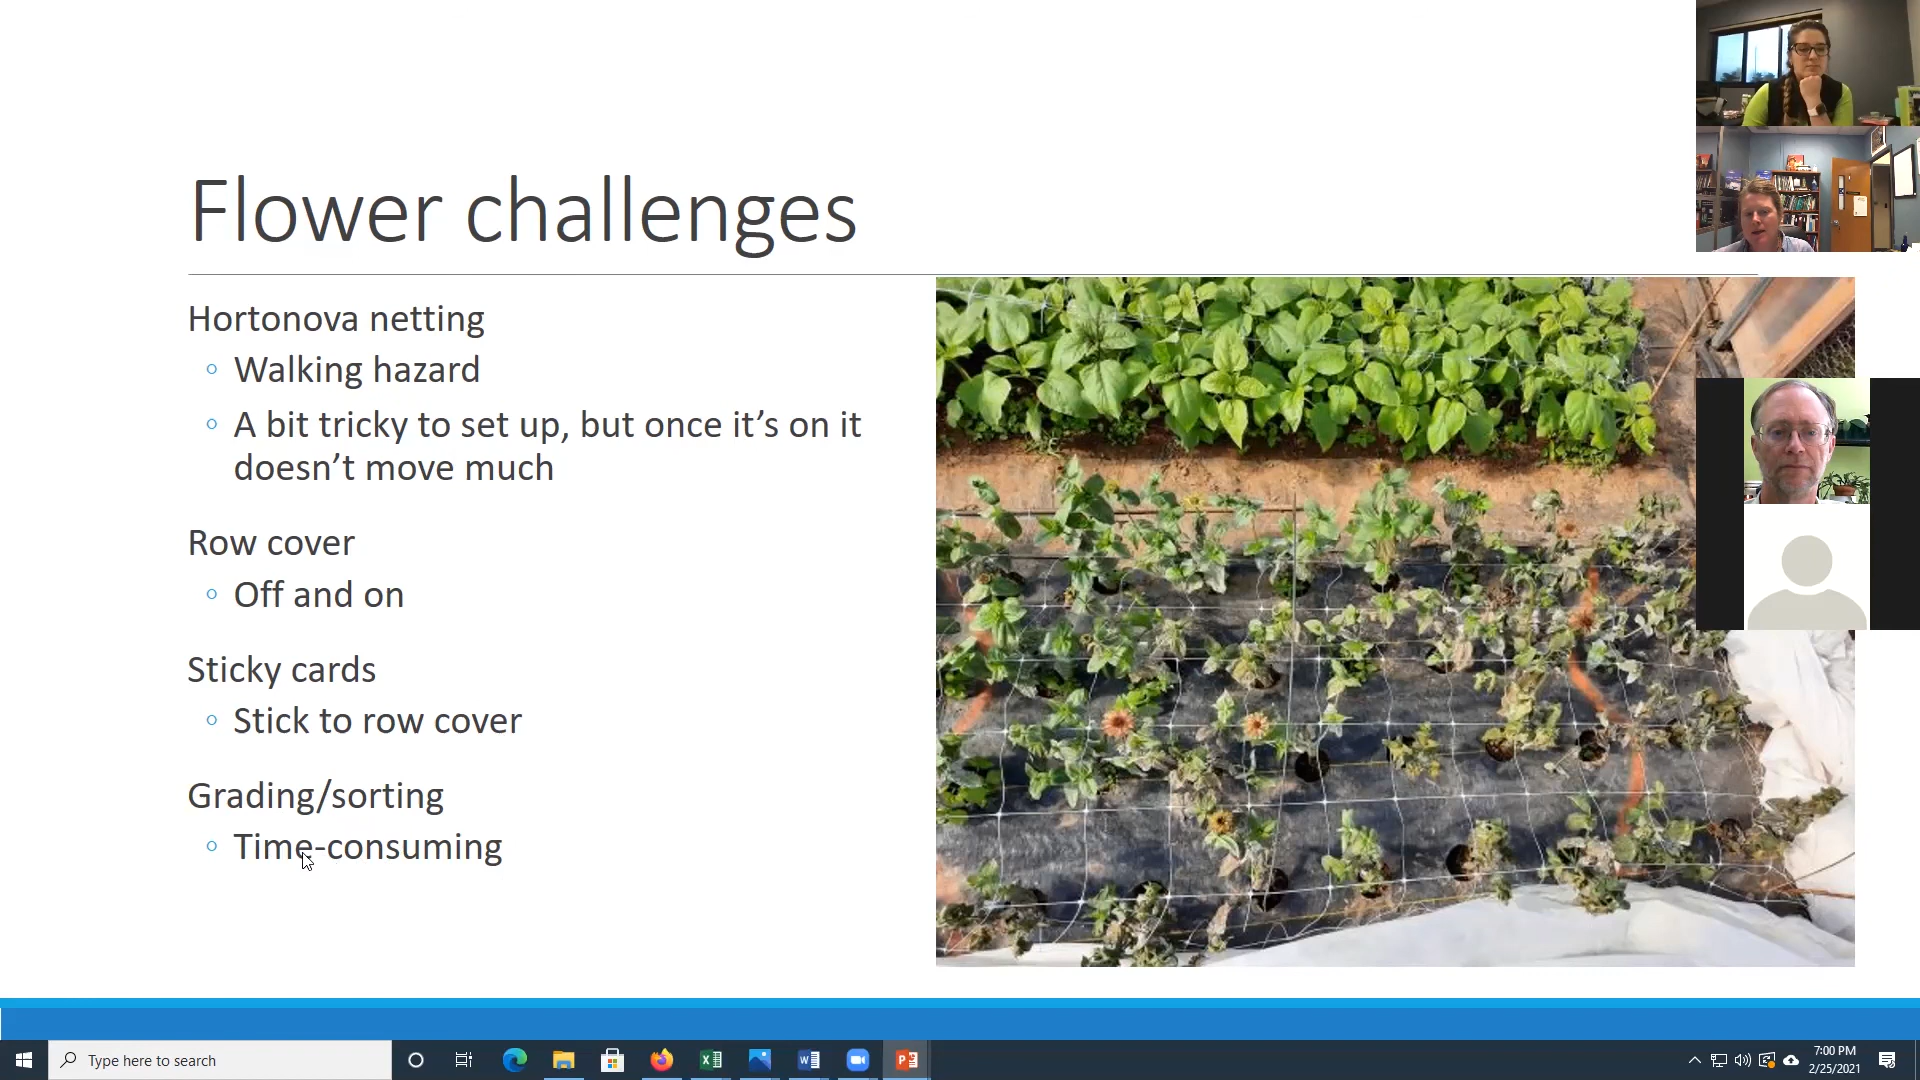 Flower challenges
Hortonova netting
Walking hazard
A bit tricky to set up, but once it’s on it
doesn’t move much
Row cover
Off and on
Sticky cards
Stick to row cover
Grading/sorting
Time-consuming
Type here to search
7:00 PM
2/25/2021